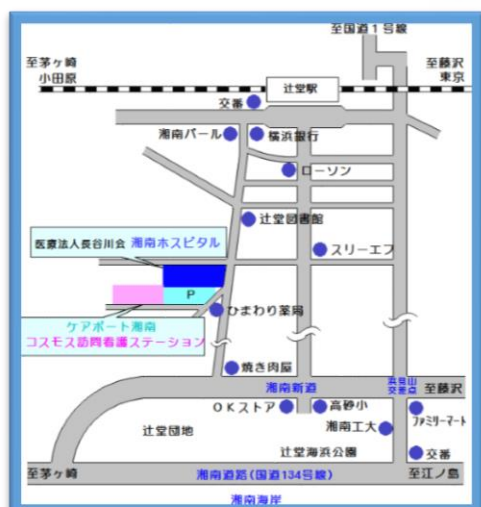 至国道1号線
至茅ヶ崎
小田原
至藤沢
東京
辻堂駅
交番
湘南パール
横浜銀行
ローソン
辻堂図書館
医療法人長谷川会 湘南ホスピタル
スリーエフ
P
ひまわり薬局
ケアポート湘南
コスモス訪問看護ステーション
焼き肉屋
湘南新道
浜見山
交差点
至藤沢
OKストア
高砂小
ファミリーマート
湘南工大
辻堂団地
辻堂海浜公園
交番
至茅ヶ崎
湘南道路(国道134号線)
至江ノ島
湘南海岸